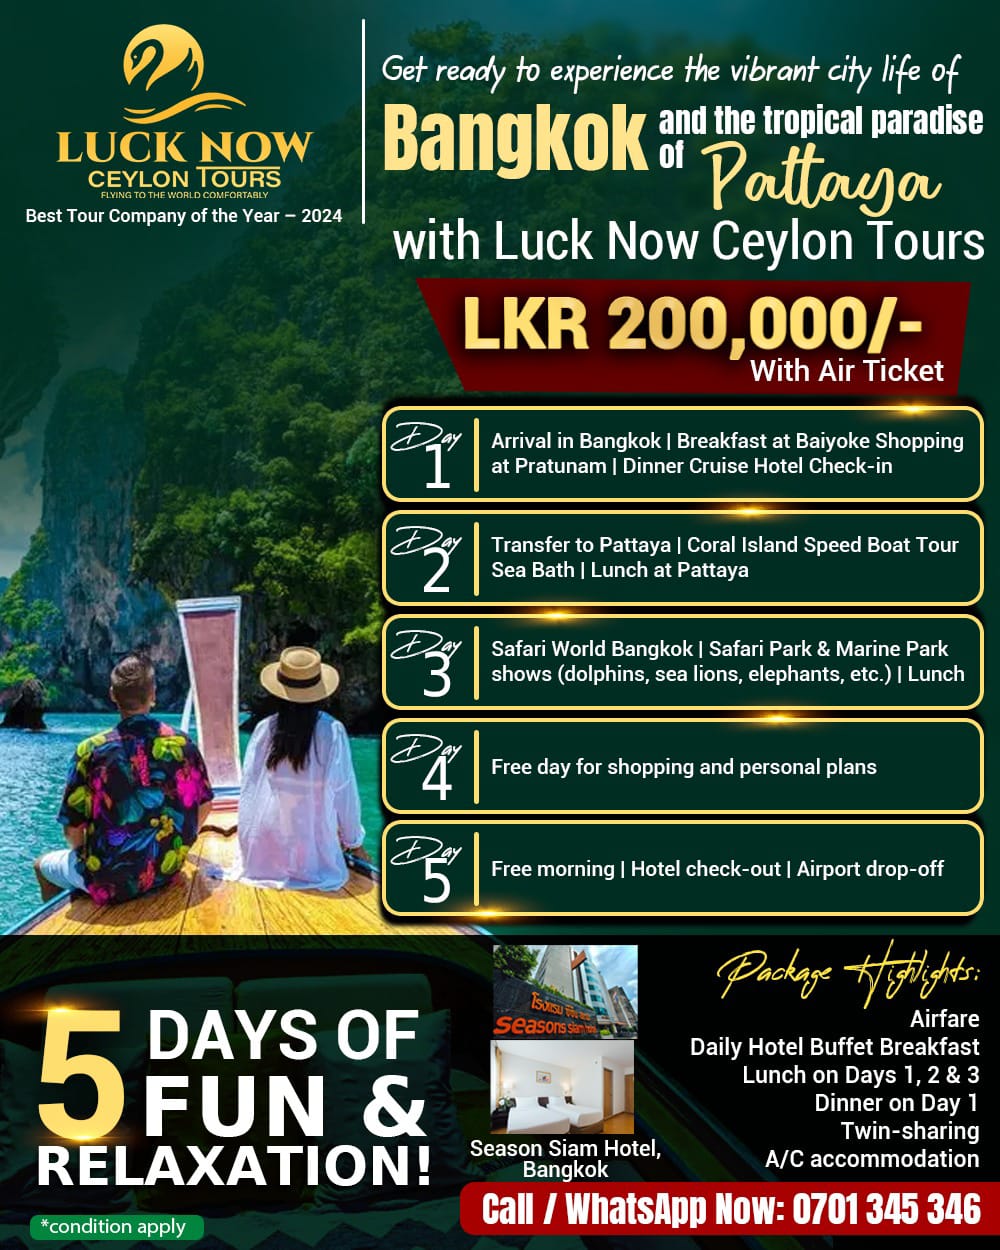 LUCK NOW
CEYLON TOURS
FLYING TO THE WORLD COMFORTABLY
Best Tour Company of the Year – 2024
Get ready to experience the vibrant city life of
Bangkok and the tropical paradise
of Pattaya
with Luck Now Ceylon Tours
LKR 200,000/-
With Air Ticket
Day 1
Arrival in Bangkok | Breakfast at Baiyoke Shopping
at Pratunam | Dinner Cruise Hotel Check-in
Day 2
Transfer to Pattaya | Coral Island Speed Boat Tour
Sea Bath | Lunch at Pattaya
Day 3
Safari World Bangkok | Safari Park & Marine Park
shows (dolphins, sea lions, elephants, etc.) | Lunch
Day 4
Free day for shopping and personal plans
Day 5
Free morning | Hotel check-out | Airport drop-off
5 DAYS OF
FUN &
RELAXATION!
*condition apply
โรงแรม
seasons siam
Season Siam Hotel,
Bangkok
Package Highlights:
Airfare
Daily Hotel Buffet Breakfast
Lunch on Days 1, 2 & 3
Dinner on Day 1
Twin-sharing
A/C accommodation
Call / WhatsApp Now: 0701 345 346